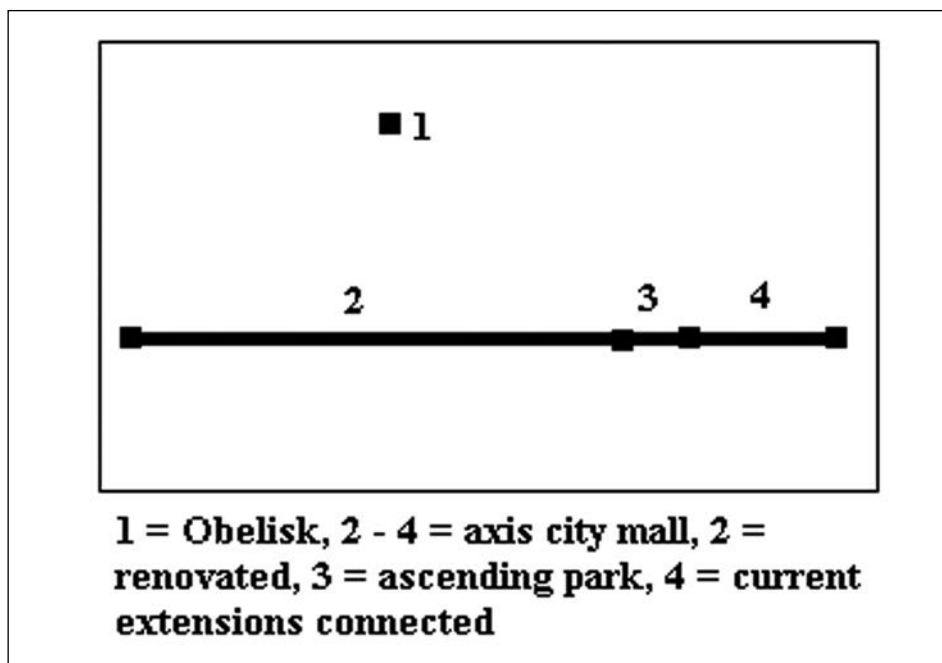 1
2 3 4
1 = Obelisk, 2 - 4 = axis city mall, 2 =
renovated, 3 = ascending park, 4 = current
extensions connected